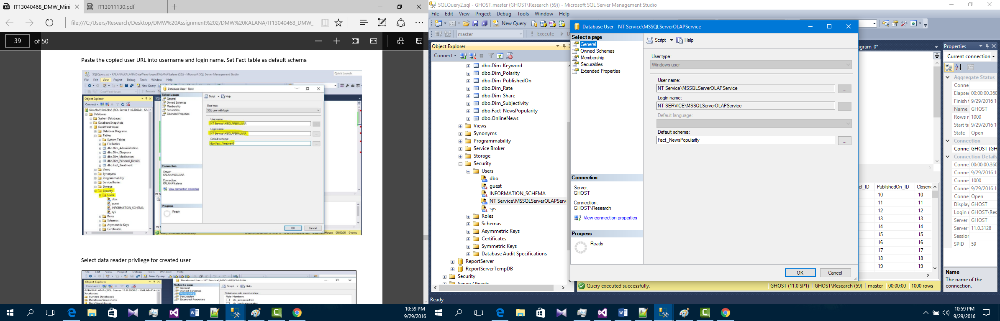 IT13040468_DMW_Mini
IT13011130.pdf
file:///C:/Users/Research/Desktop/DMW%20Assignment%202/DMW%20KALANA/IT13040468_DMW_
39 of 50
Paste the copied user URL into username and login name. Set Fact table as default schema
SQLQuery.sql - KALANA\KALANA.DataWareHouse (KALANA\kalana (52)) - Microsoft SQL Server Management Studio
Quick Launch
File Edit View Project Debug Tools Window Help
New Query
DataWareHouse
Execute
Database User - New
Select a page
General
Owned Schemas
Membership
Securables
Extended Properties
Script Help
User type:
SQL user with login
User name:
NT Service\MSOLAP$KALANA
Login name:
NT Service\MSOLAP$KALANA
Default schema:
dbo.Fact_Treatment
Connection
Server:
KALANA\KALANA
Connection:
KALANA\kalana
View connection properties
Progress
Ready
OK Cancel
Object Explorer
Connect
KALANA\KALANA (SQL Server 11.0.3000.0 - KAL
Databases
System Databases
Database Snapshots
DataWareHouse
Database Diagrams
Tables
System Tables
FileTables
dbo.Dim_Administration
dbo.Dim_Diagnose
dbo.Dim_Medication
dbo.Dim_Personal_Details
dbo.Fact_Treatment
Views
Synonyms
Programmability
Service Broker
Storage
Security
Users
dbo
guest
INFORMATION_SCHEMA
sys
Roles
Schemas
Asymmetric Keys
Certificates
99 %
00:00:00 0 rows
Select data reader privilege for created user
File Edit View Project Debug Tools Window Help
New Query
Object Explorer
Connect
ANA\KALANA (SQL Server 11.0.3000.0 - KALANA\ka
Databases
System Databases
Database Snapshots
DataWareHouse
Database User - NT Service\MSOLAP$KALANA
Select a page
General
Owned Schemas
Membership
Securables
Extended Properties
Script Help
Database role membership:
Role Members
db_accessadmin
db_backupoperator
10:59 PM
9/29/2016
SQLQuery2.sql - GHOST.master (GHOST\Research (59)) - Microsoft SQL Server Management Studio
File Edit View Project Debug Tools Window Help
New Query
master
Execute
Object Explorer
Connect
dbo.Dim_Keyword
dbo.Dim_Polarity
dbo.Dim_PublishedOn
dbo.Dim_Rate
dbo.Dim_Share
dbo.Dim_Subjectivity
dbo.Fact_NewsPopularity
dbo.OnlineNews
Views
Synonyms
Programmability
Service Broker
Storage
Security
Users
dbo
guest
INFORMATION_SCHEMA
NT Service\MSSQLServerOLAPServ
sys
Roles
Schemas
Asymmetric Keys
Certificates
Symmetric Keys
Database Audit Specifications
ReportServer
ReportServerTempDB
Security
Server Objects
Ready
Database User - NT Service\MSSQLServerOLAPService
Select a page
General
Owned Schemas
Membership
Securables
Extended Properties
Connection
Server:
GHOST
Connection:
GHOST\Research
View connection properties
Progress
Ready
Script Help
User type:
Windows user
User name:
NT Service\MSSQLServerOLAPService
...
Login name:
NT SERVICE\MSSQLServerOLAPService
...
Default language:
Default schema:
Fact_NewsPopularity
...
OK Cancel
agram_0*
el_ID PublishedOn_ID Closene
10 10
11 11
12 12
13 13
14 14
15 15
16 16
17 17
18 18
19 19
Query executed successfully. GHOST (11.0 SP1) GHOST\Research (59) master 00:00:00 1000 rows
Properties
Current connection
Aggregate Status
Conne
Elapse 00:00:00.360
Finish t 9/29/2016 1
Name GHOST
Rows r 1000
Start ti 9/29/2016 1
State Open
Connection
Conne GHOST (GH
Connection Details
Conne 00:00:00.360
Conne 9/29/2016 1
Conne 1000
Conne 9/29/2016 1
Conne Open
Display GHOST
Login n GHOST\Res
Server GHOST
Server 11.0.3128
Session
SPID 59
Name
The name of the
connection.
10:59 PM
9/29/2016